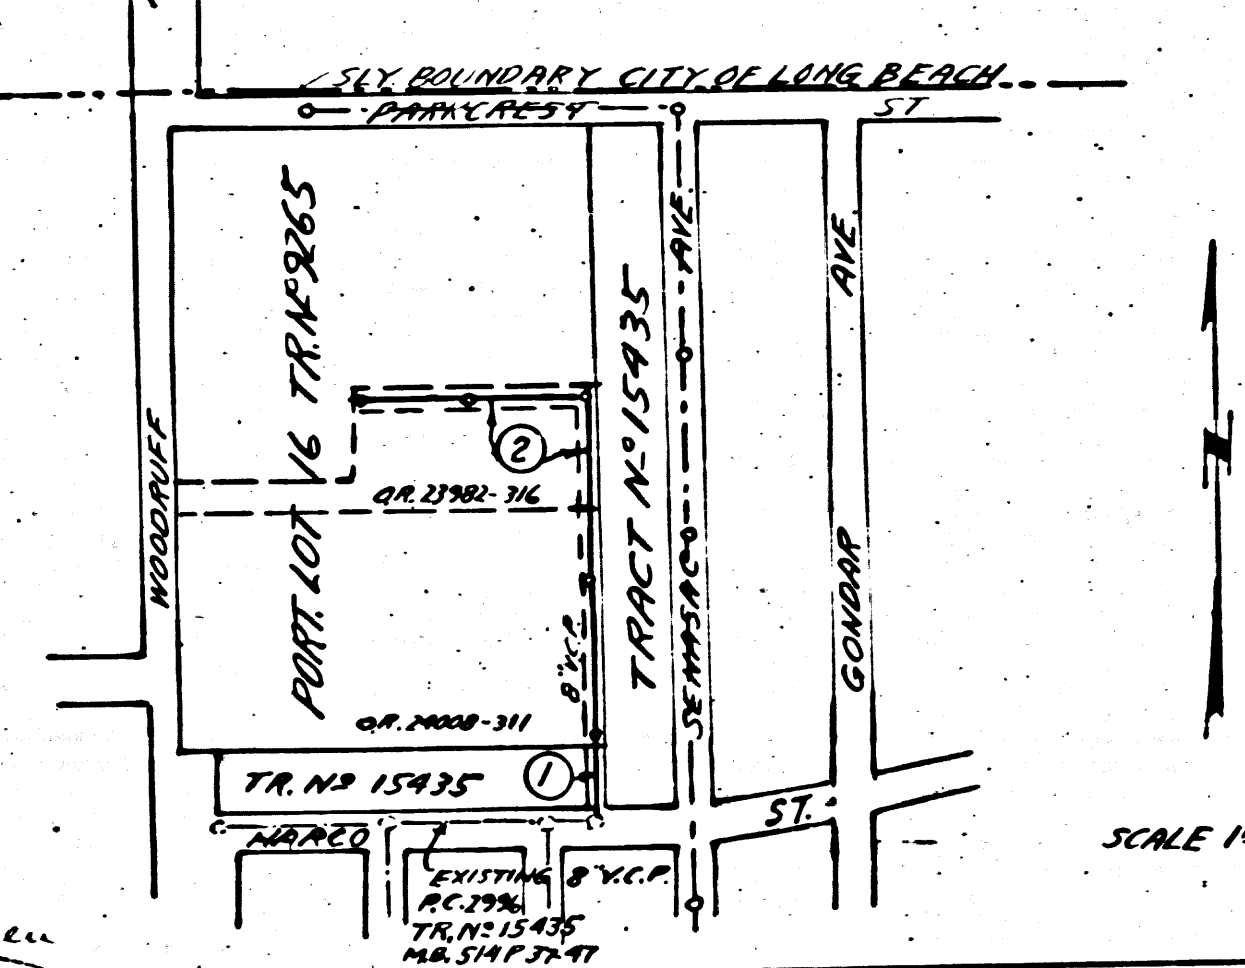 SLY. BOUNDARY CITY OF LONG BEACH
PARKCREST ST
PORT. LOT 16 TR. Nº 9265
TRACT Nº 15435
AVE.
AVE.
WOODRUFF
2
O.R. 23982-316
GONDAR
8" V.C.P.
O.R. 24008-311
TR. Nº 15435
1
ST.
NARCO
SCALE 1"
EXISTING 8" V.C.P.
P.C. 2996
TR. Nº 15435
M.B. 514 P 37-47
N